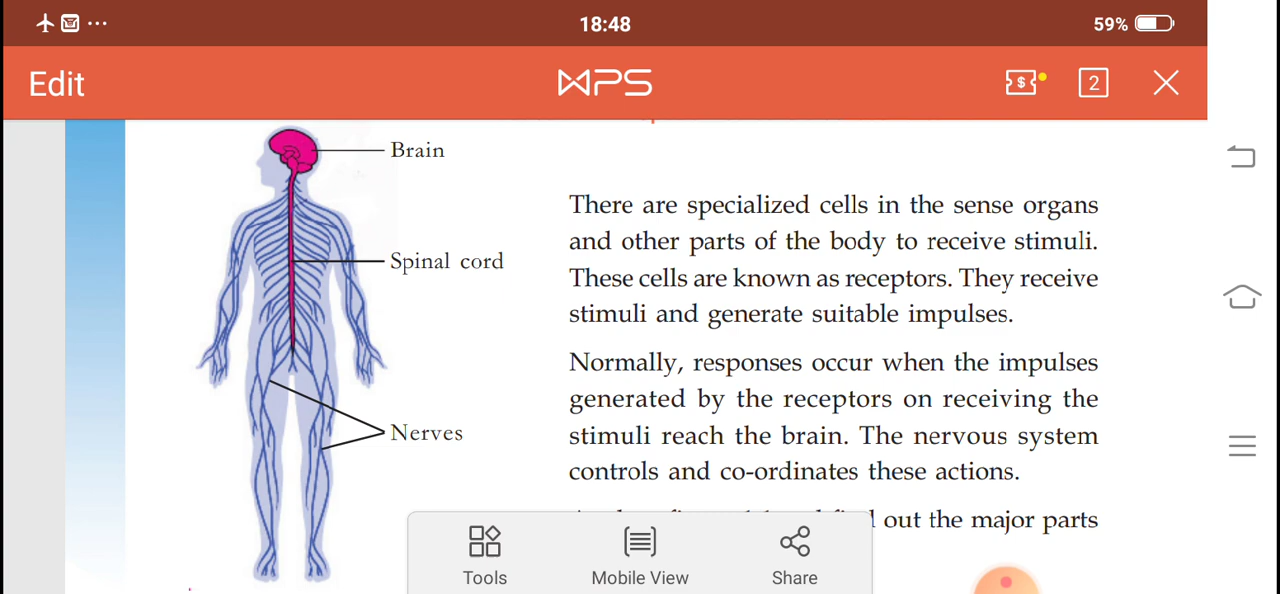 18:48
59%
Edit
WPS
2
Brain
There are specialized cells in the sense organs
and other parts of the body to receive stimuli.
Spinal cord
These cells are known as receptors. They receive
stimuli and generate suitable impulses.
Normally, responses occur when the impulses
generated by the receptors on receiving the
Nerves
stimuli reach the brain. The nervous system
controls and co-ordinates these actions.
out the major parts
Tools
Mobile View
Share